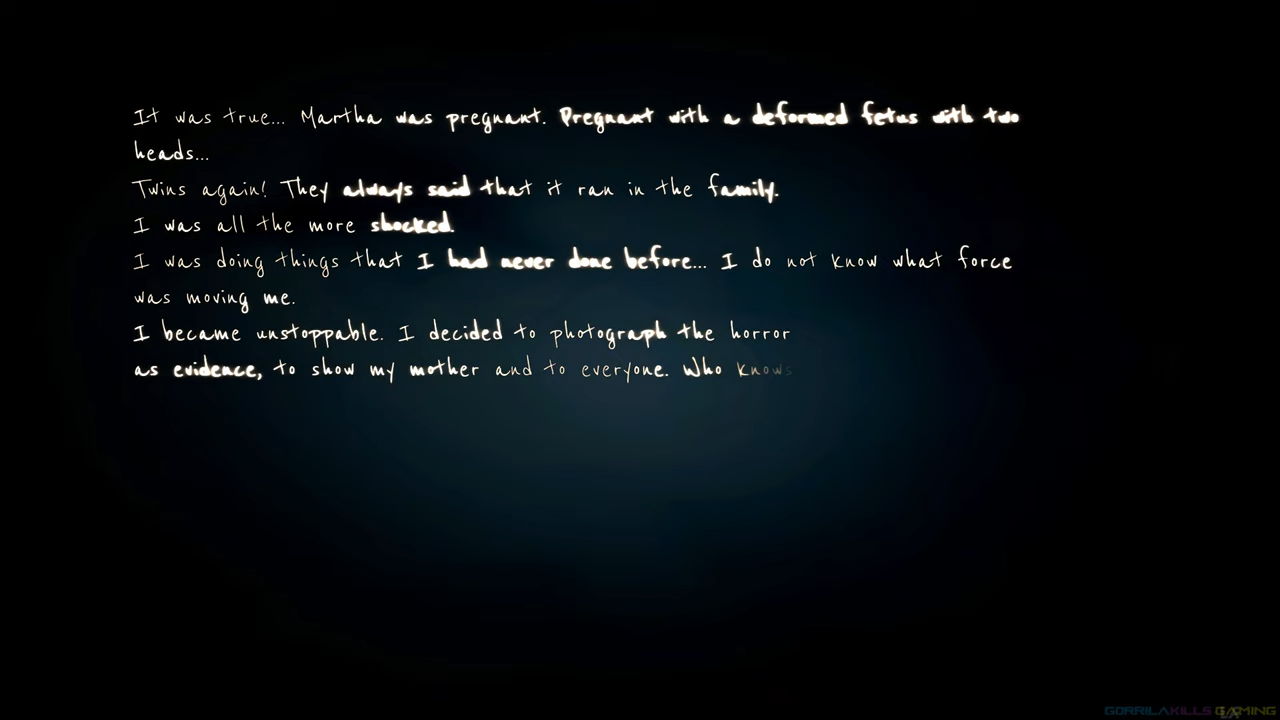 It was true... Martha was pregnant. Pregnant with a deformed fetus with two
heads...
Twins again! They always said that it ran in the family.
I was all the more shocked.
I was doing things that I had never done before... I do not know what force
was moving me.
I became unstoppable. I decided to photograph the horror
as evidence, to show my mother and to everyone. Who knows
GORRILAKILLS GAMING